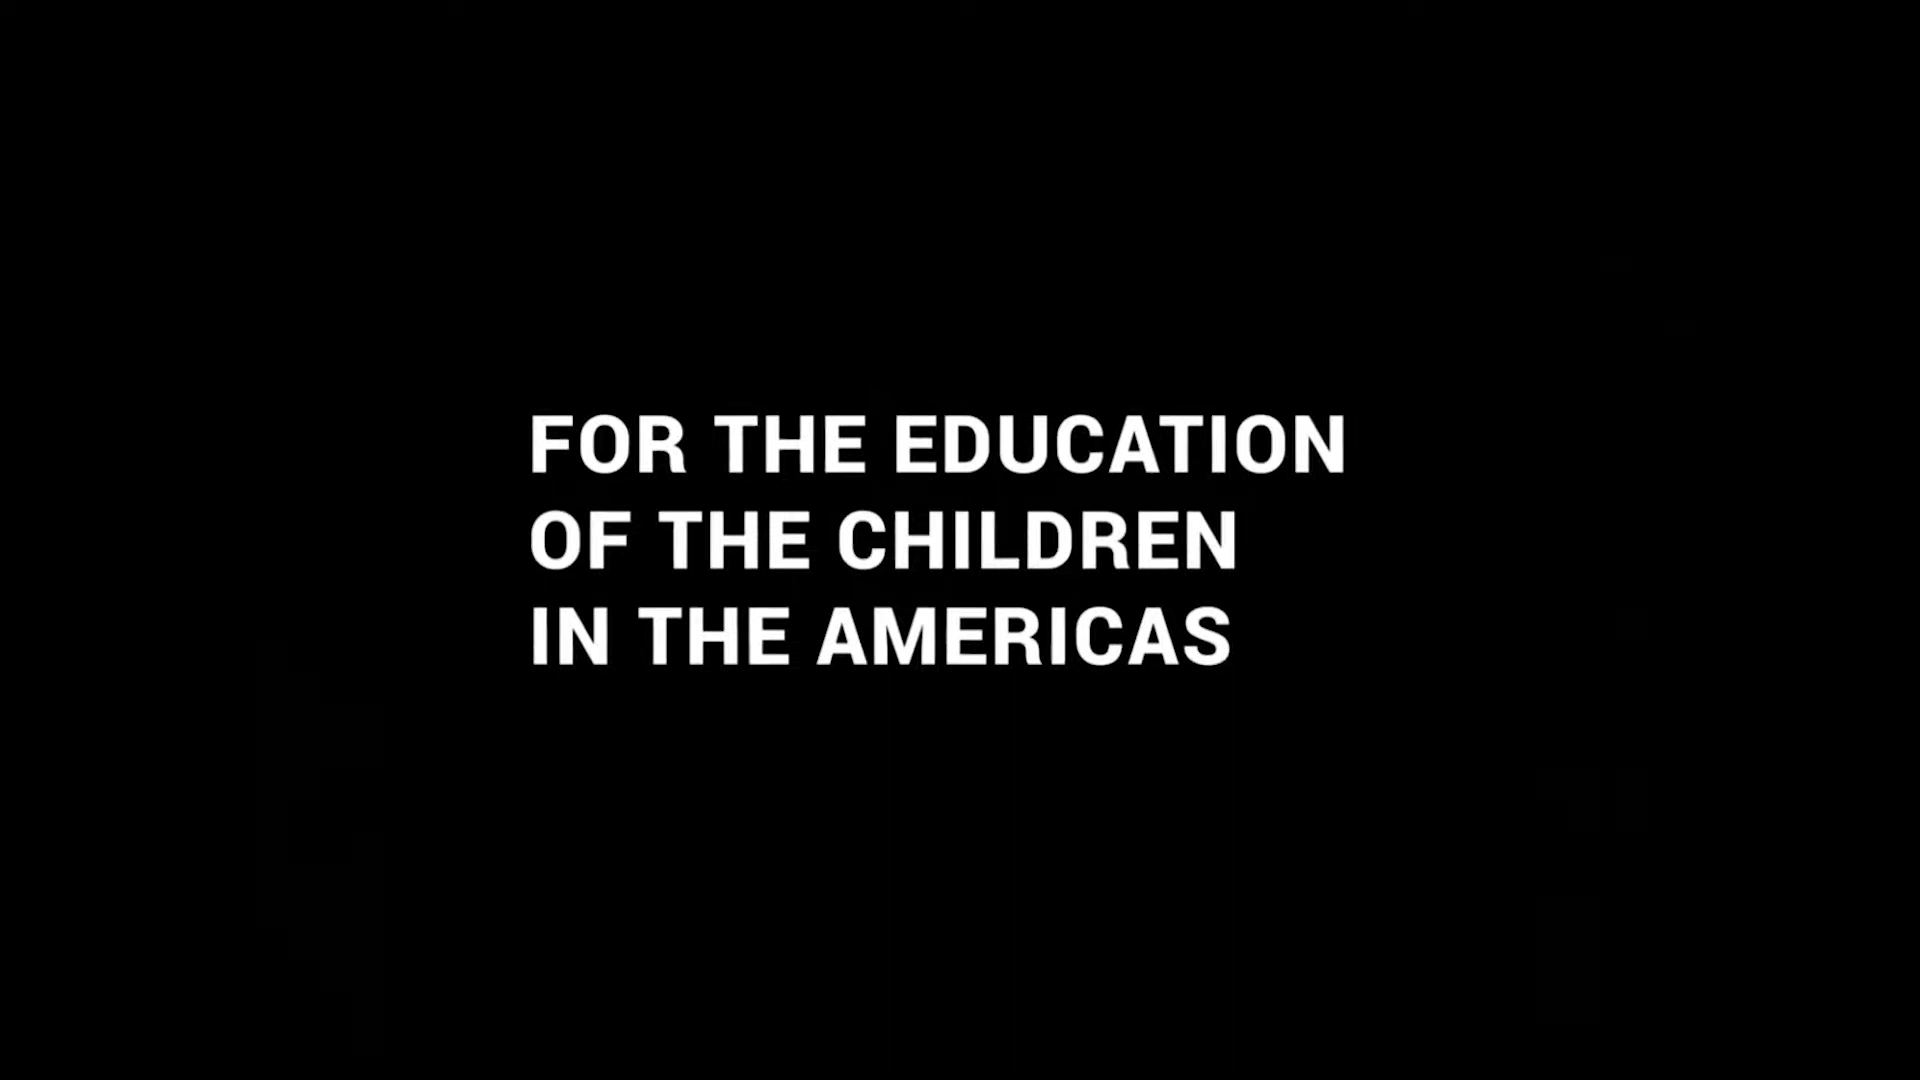 FOR THE EDUCATION
OF THE CHILDREN
IN THE AMERICAS